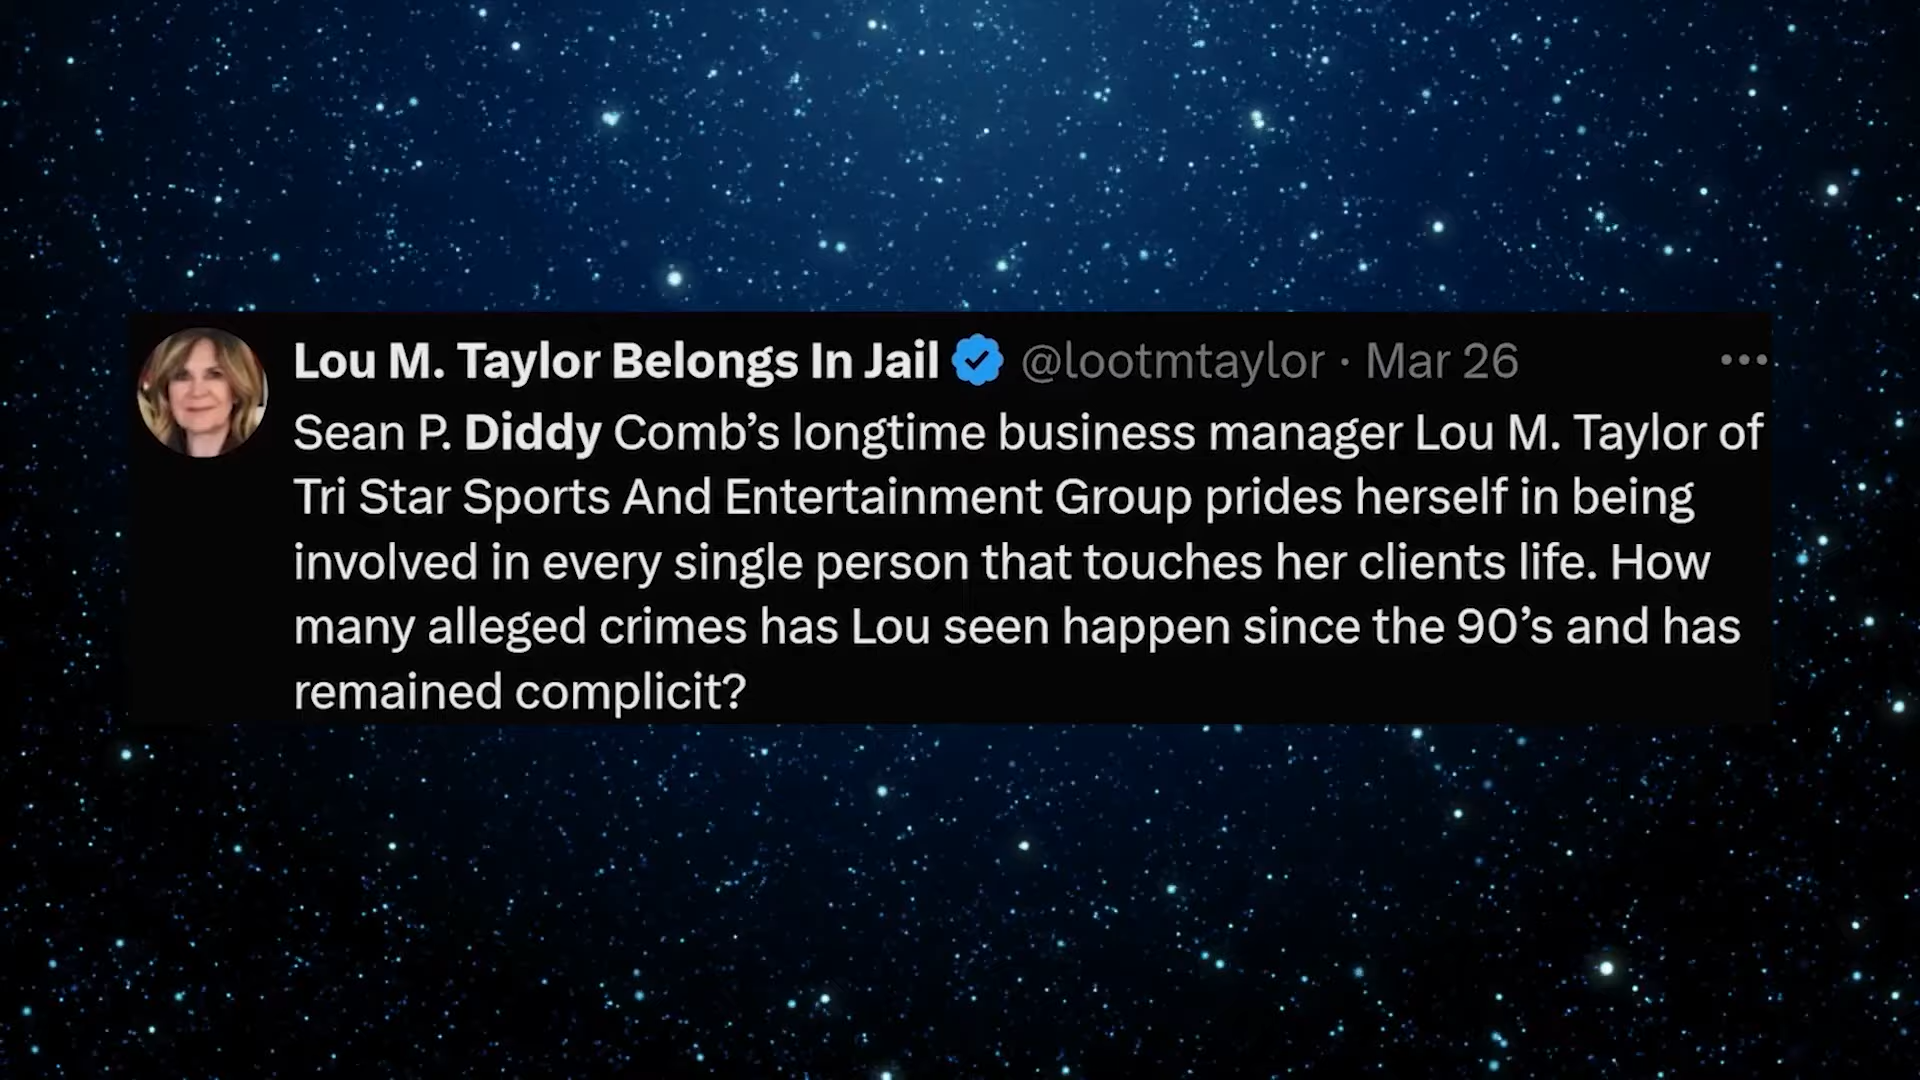 Lou M. Taylor Belongs In Jail @lootmtaylor · Mar 26
Sean P. Diddy Comb’s longtime business manager Lou M. Taylor of
Tri Star Sports And Entertainment Group prides herself in being
involved in every single person that touches her clients life. How
many alleged crimes has Lou seen happen since the 90’s and has
remained complicit?